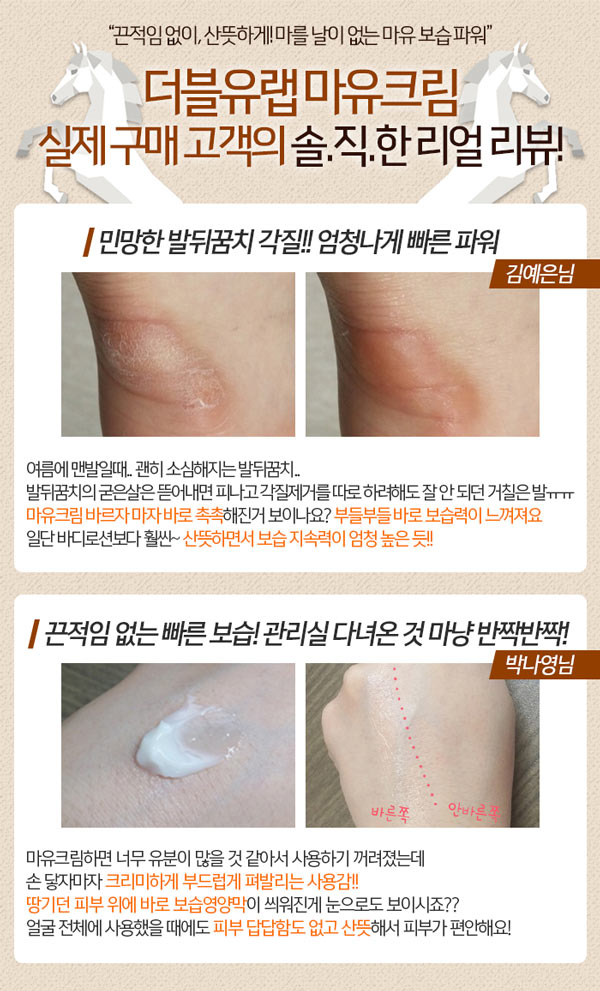 “끈적임 없이, 산뜻하게! 마를 날이 없는 마유 보습 파워”
더블유랩 마유크림
실제 구매 고객의 솔.직.한 리얼 리뷰!
민망한 발뒤꿈치 각질!! 엄청나게 빠른 파워
김예은님
여름에 맨발일때.. 괜히 소심해지는 발뒤꿈치..
발뒤꿈치의 굳은살은 뜯어내면 피나고 각질제거를 따로 하려해도 잘 안 되던 거칠은 발ㅠㅠ
마유크림 바르자 마자 바로 촉촉해진거 보이나요? 부들부들 바로 보습력이 느껴져요
일단 바디로션보다 훨씬~ 산뜻하면서 보습 지속력이 엄청 높은 듯!!
끈적임 없는 빠른 보습! 관리실 다녀온 것 마냥 반짝반짝!
박나영님
바른쪽 안바른쪽
마유크림하면 너무 유분이 많을 것 같아서 사용하기 꺼려졌는데
손 닿자마자 크리미하게 부드럽게 펴발리는 사용감!!
땅기던 피부 위에 바로 보습영양막이 씌워진게 눈으로도 보이시죠??
얼굴 전체에 사용했을 때에도 피부 답답함도 없고 산뜻해서 피부가 편안해요!